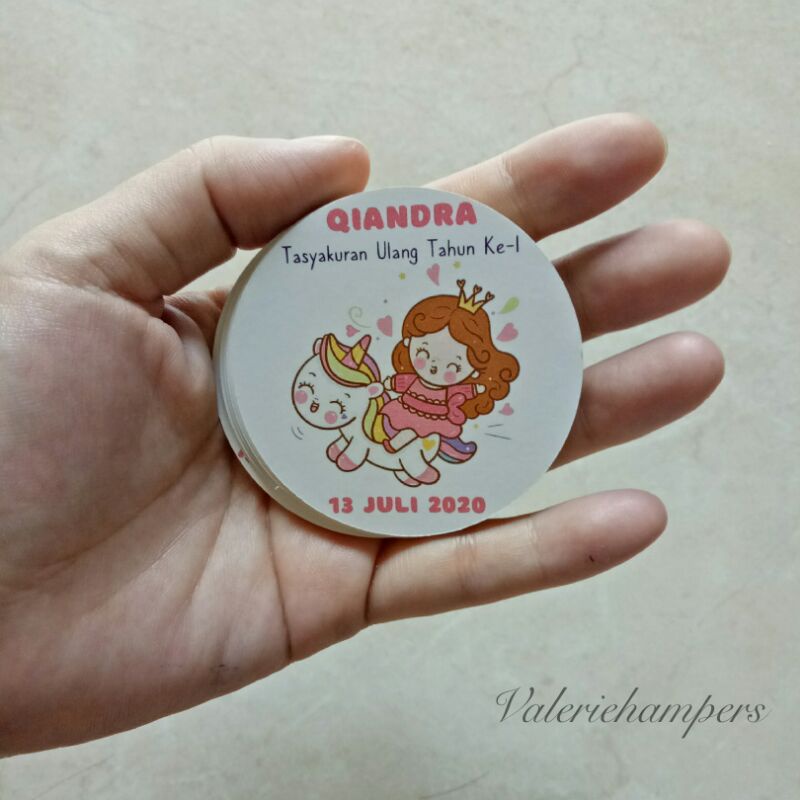 QIANDRA
Tasyakuran Ulang Tahun Ke-1
13 JULI 2020
Valeriehampers